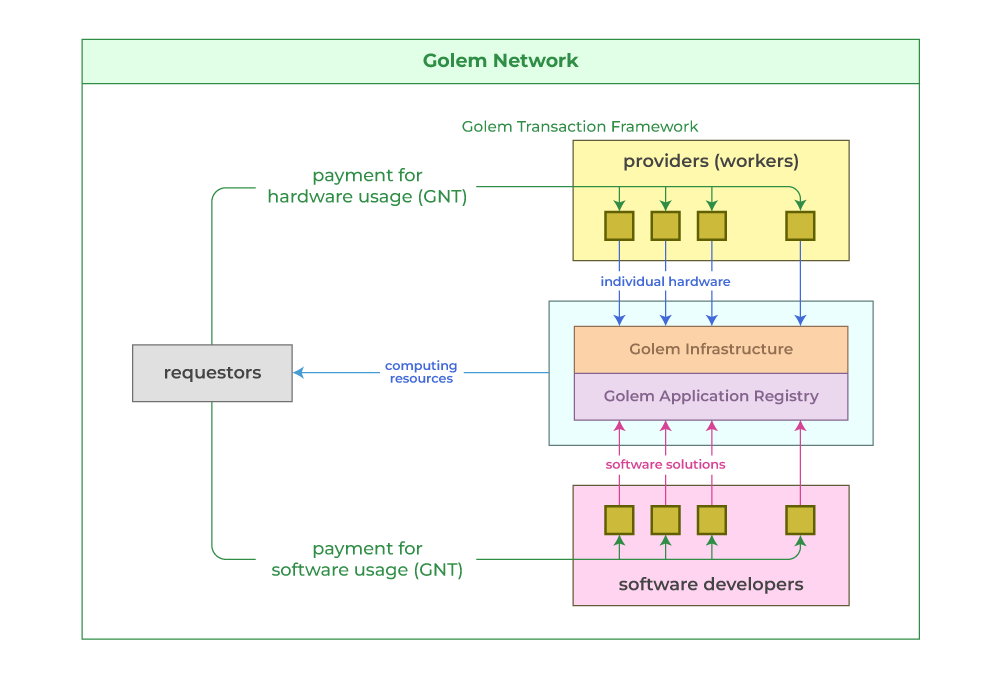 Golem Network
Golem Transaction Framework
providers (workers)
payment for
hardware usage (GNT)
individual hardware
Golem Infrastructure
requestors
computing
resources
Golem Application Registry
software solutions
payment for
software usage (GNT)
software developers